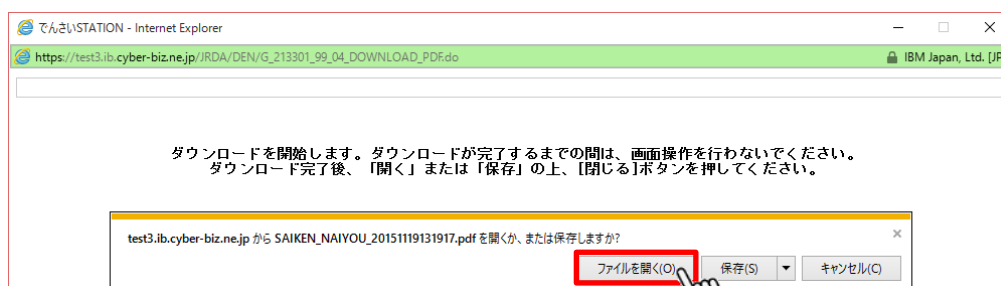 でんさいSTATION - Internet Explorer
https://test3.ib.cyber-biz.ne.jp/JRDA/DEN/G_213301_99_04_DOWNLOAD_PDF.do
IBM Japan, Ltd. [JP
ダウンロードを開始します。ダウンロードが完了するまでの間は、画面操作を行わないでください。
ダウンロード完了後、「開く」または「保存」の上、[閉じる]ボタンを押してください。
test3.ib.cyber-biz.ne.jp から SAIKEN_NAIYOU_20151119131917.pdf を開くか、または保存しますか?
ファイルを開く(O) 保存(S) キャンセル(C)